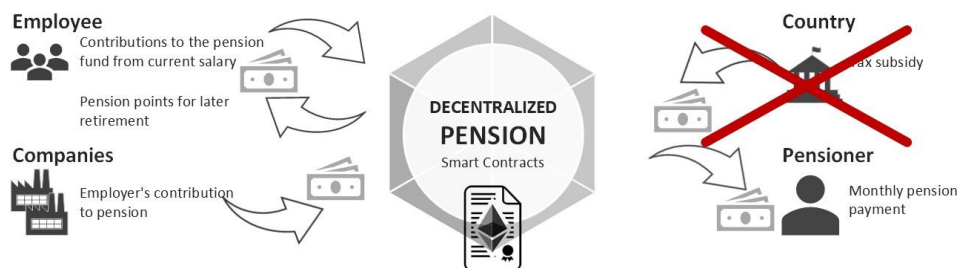 Employee
Contributions to the pension
fund from current salary
Pension points for later
retirement
Companies
Employer's contribution
to pension
DECENTRALIZED
PENSION
Smart Contracts
Country
Tax subsidy
Pensioner
Monthly pension
payment